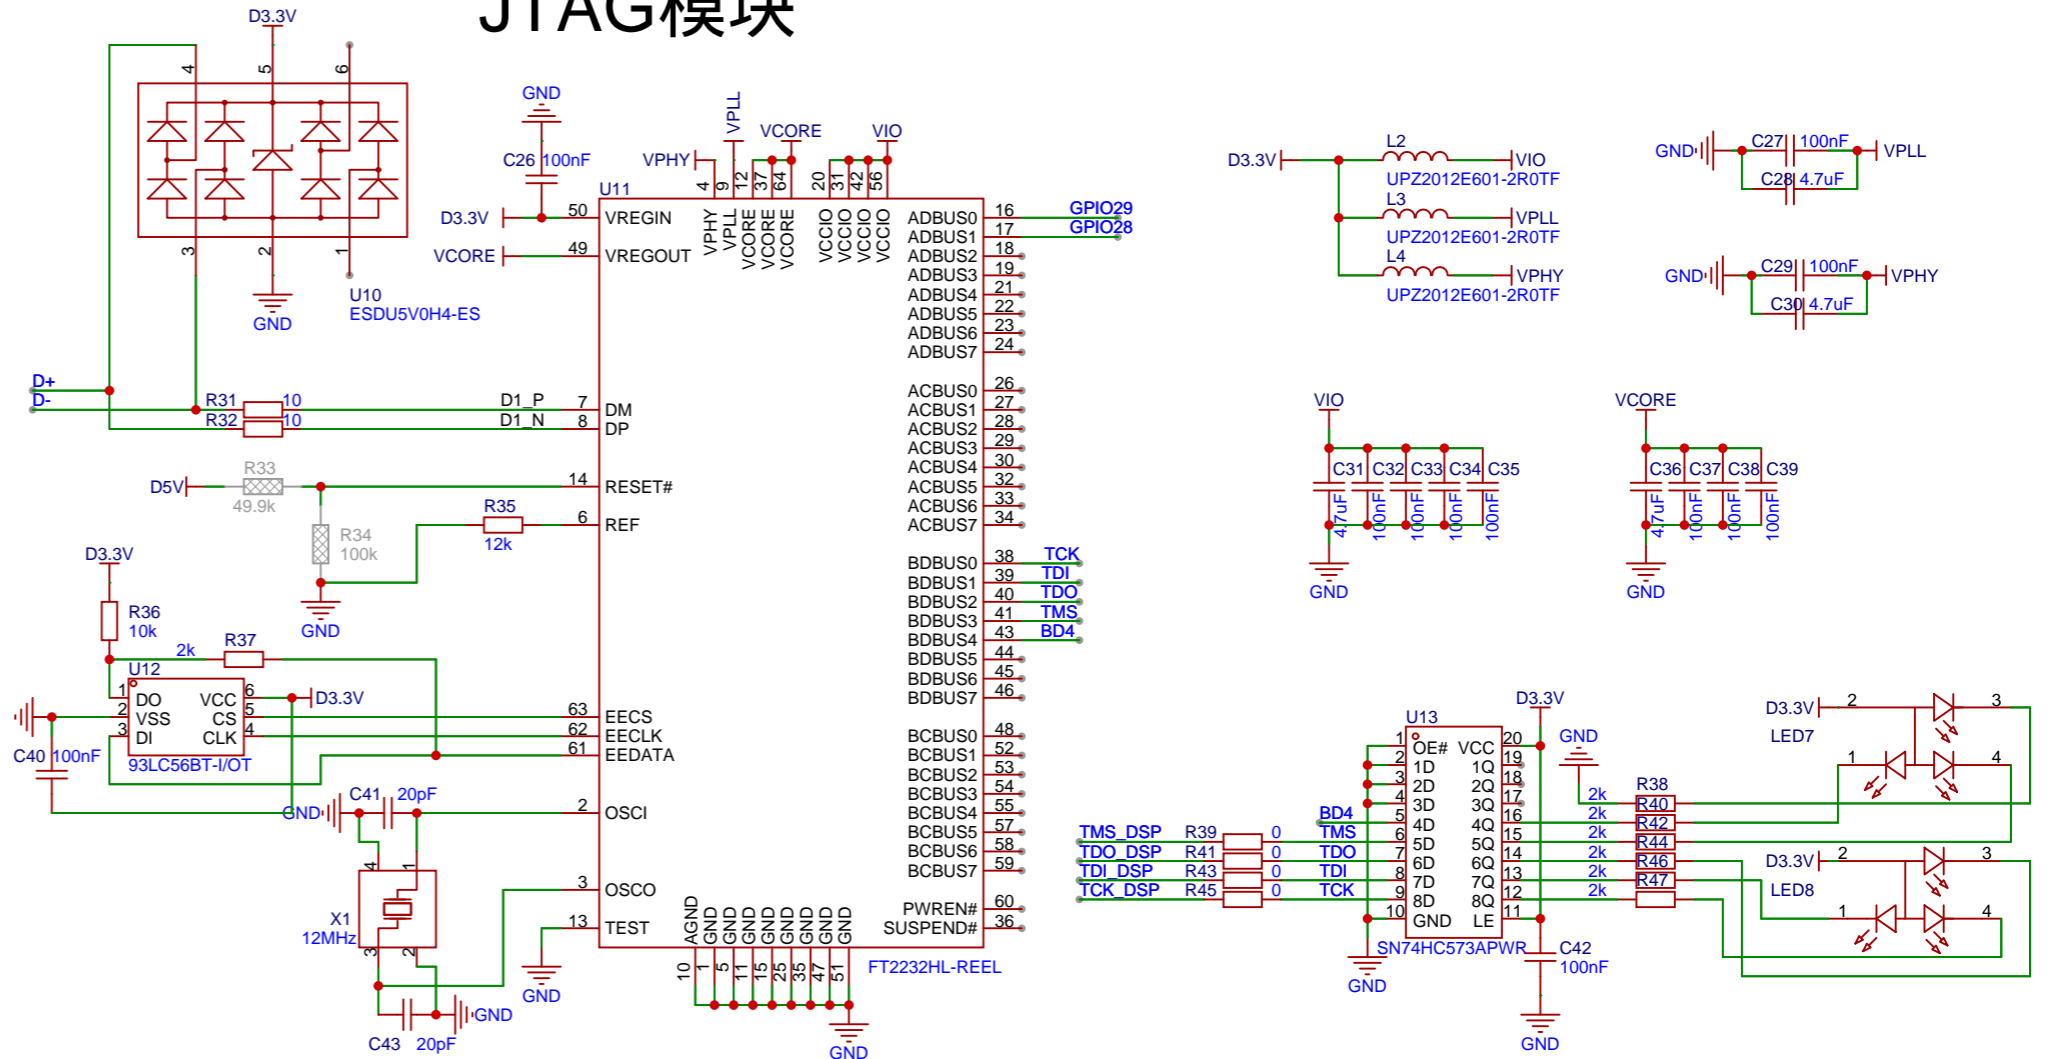 JTAG模块
D3.3V
4
5
6
3
2
1
U10
ESDU5V0H4-ES
GND
D+
D-
R31
10
R32
10
D1_P
D1_N
GND
C26
100nF
D3.3V
VCORE
VPHY
VPLL
VCORE
VIO
U11
4
9
12
37
64
20
31
42
56
VPHY
VPLL
VCORE
VCORE
VCORE
VCCIO
VCCIO
VCCIO
VCCIO
50 VREGIN
49 VREGOUT
7 DM
8 DP
14 RESET#
6 REF
63 EECS
62 EECLK
61 EEDATA
2 OSCI
3 OSCO
13 TEST
ADBUS0 16 GPIO29
ADBUS1 17 GPIO28
ADBUS2 18
ADBUS3 19
ADBUS4 21
ADBUS5 22
ADBUS6 23
ADBUS7 24
ACBUS0 26
ACBUS1 27
ACBUS2 28
ACBUS3 29
ACBUS4 30
ACBUS5 32
ACBUS6 33
ACBUS7 34
BDBUS0 38 TCK
BDBUS1 39 TDI
BDBUS2 40 TDO
BDBUS3 41 TMS
BDBUS4 43 BD4
BDBUS5 44
BDBUS6 45
BDBUS7 46
BCBUS0 48
BCBUS1 52
BCBUS2 53
BCBUS3 54
BCBUS4 55
BCBUS5 57
BCBUS6 58
BCBUS7 59
PWREN# 60
SUSPEND# 36
AGND
GND
GND
GND
GND
GND
GND
GND
GND
10
1
5
11
15
25
35
47
51
FT2232HL-REEL
GND
D5V
R33
49.9k
R34
100k
GND
R35
12k
D3.3V
R36
10k
2k
R37
U12
1 DO
2 VSS
3 DI
VCC 6
CS 5
CLK 4
93LC56BT-I/OT
D3.3V
C40
100nF
GND
C41
20pF
4
1
X1
12MHz
3
2
C43
20pF
GND
GND
D3.3V
L2
UPZ2012E601-2R0TF
VIO
L3
UPZ2012E601-2R0TF
VPLL
L4
UPZ2012E601-2R0TF
VPHY
GND
C27
100nF
C28
4.7uF
VPLL
GND
C29
100nF
C30
4.7uF
VPHY
VIO
C31
4.7uF
C32
100nF
C33
100nF
C34
100nF
C35
100nF
GND
VCORE
C36
4.7uF
C37
100nF
C38
100nF
C39
100nF
GND
D3.3V
U13
1 OE#
2 1D
3 2D
4 3D
5 4D
6 5D
7 6D
8 7D
9 8D
10 GND
VCC 20
1Q 19
2Q 18
3Q 17
4Q 16
5Q 15
6Q 14
7Q 13
8Q 12
LE 11
SN74HC573APWR
BD4
TMS_DSP R39 0 TMS
TDO_DSP R41 0 TDO
TDI_DSP R43 0 TDI
TCK_DSP R45 0 TCK
GND
C42
100nF
GND
GND
R38
2k
R40
2k
R42
2k
R44
2k
R46
2k
R47
2k
D3.3V
LED7
2
3
1
4
D3.3V
LED8
2
3
1
4